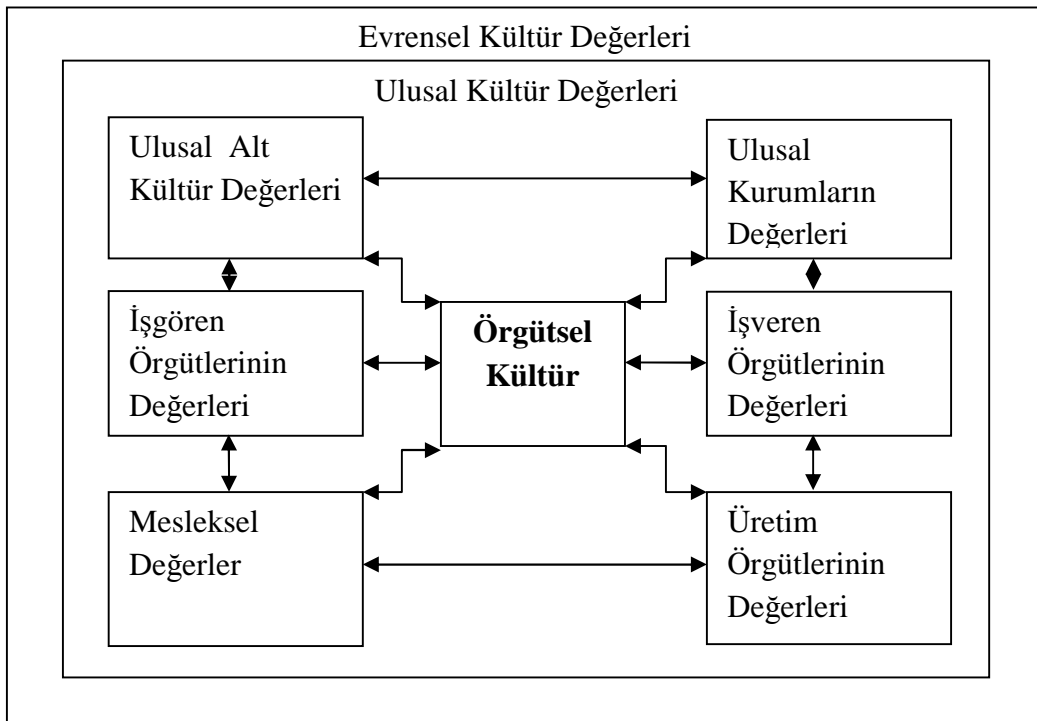 Evrensel Kültür Değerleri
Ulusal Kültür Değerleri
Ulusal Alt
Kültür Değerleri
Ulusal
Kurumların
Değerleri
İşgören
Örgütlerinin
Değerleri
Örgütsel
Kültür
İşveren
Örgütlerinin
Değerleri
Mesleksel
Değerler
Üretim
Örgütlerinin
Değerleri